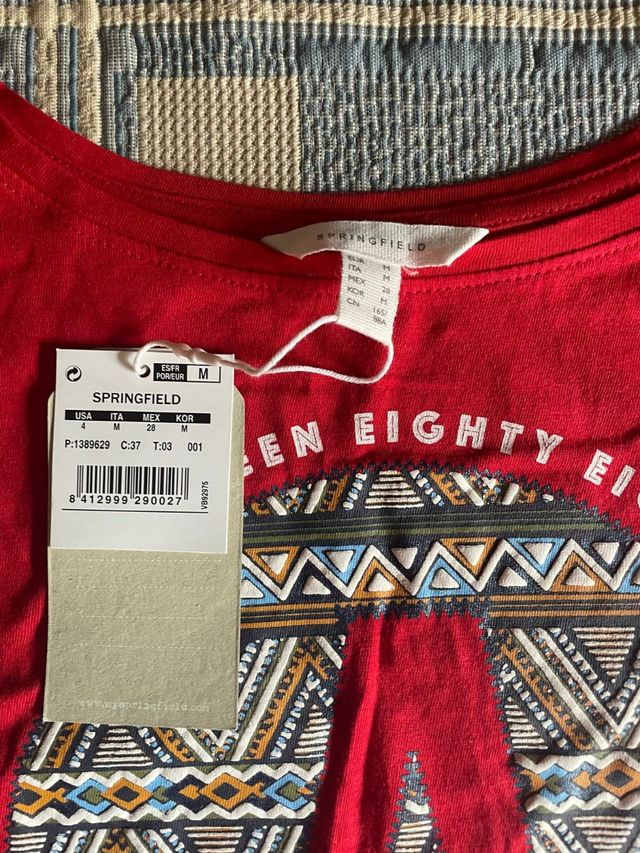 SPRINGFIELD
EUR M
ITA M
MEX 28
KOR M
CN 165/
88A
ES/FR
POR/EUR M
SPRINGFIELD
USA ITA MEX KOR
4 M 28 M
P:1389629 C:37 T:03 001
8 412999 290027
VB92975
EEN EIGHTY EI
www.myspringfield.com